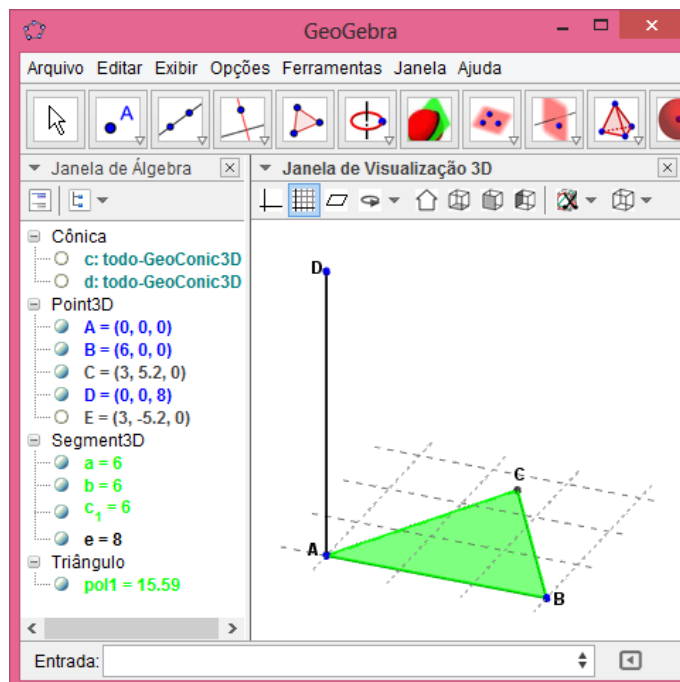 GeoGebra
Arquivo Editar Exibir Opções Ferramentas Janela Ajuda
A
Janela de Álgebra
Janela de Visualização 3D
Cônica
c: todo-GeoConic3D
d: todo-GeoConic3D
Point3D
A = (0, 0, 0)
B = (6, 0, 0)
C = (3, 5.2, 0)
D = (0, 0, 8)
E = (3, -5.2, 0)
Segment3D
a = 6
b = 6
c₁ = 6
e = 8
Triângulo
pol1 = 15.59
D
C
A
B
Entrada: